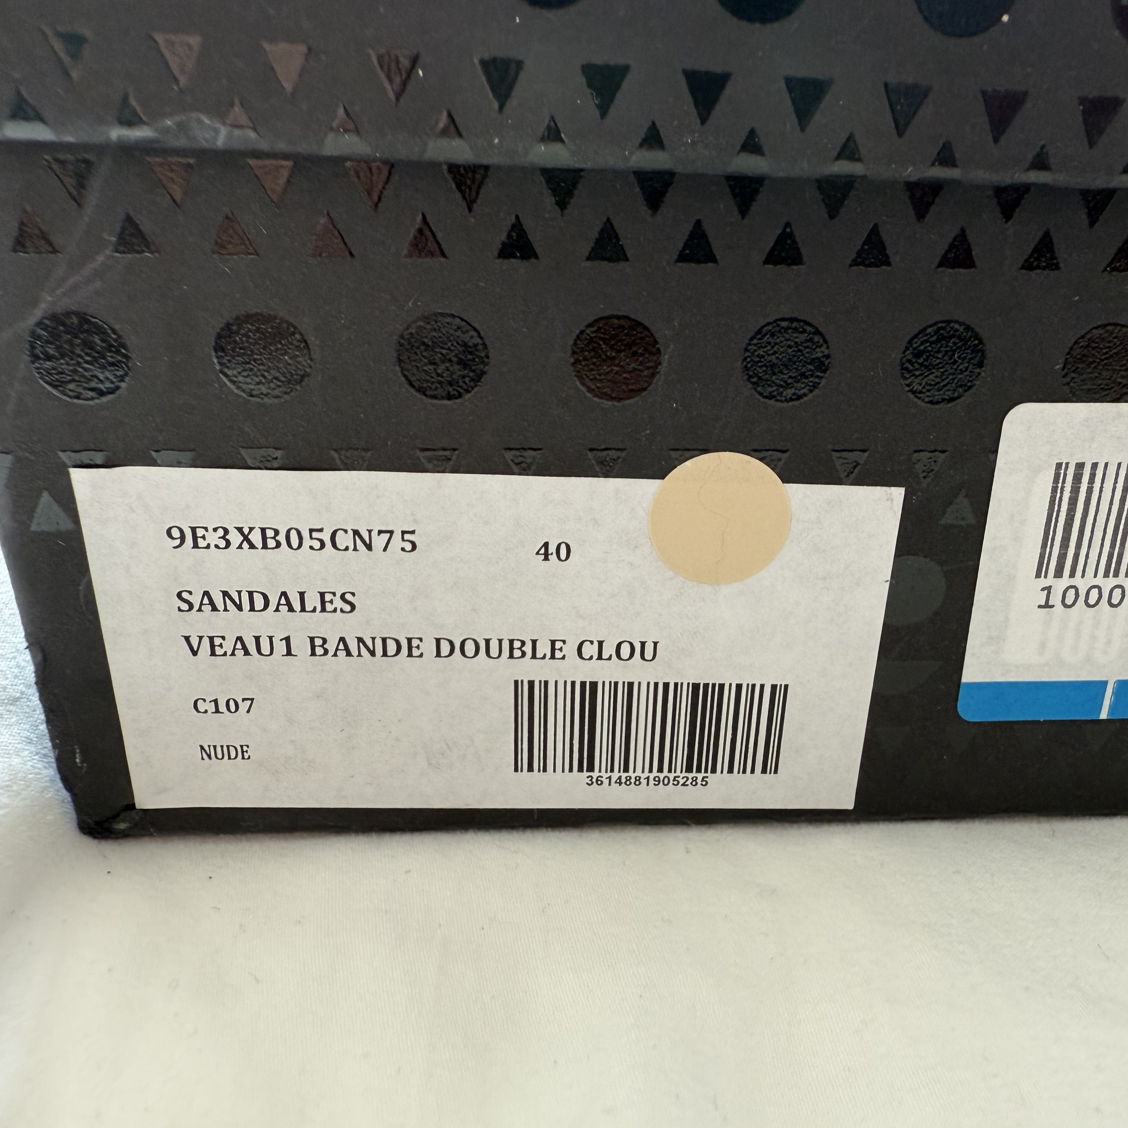 9E3XB05CN75 40
SANDALES
VEAU1 BANDE DOUBLE CLOU
C107
NUDE
3614881905285
1000